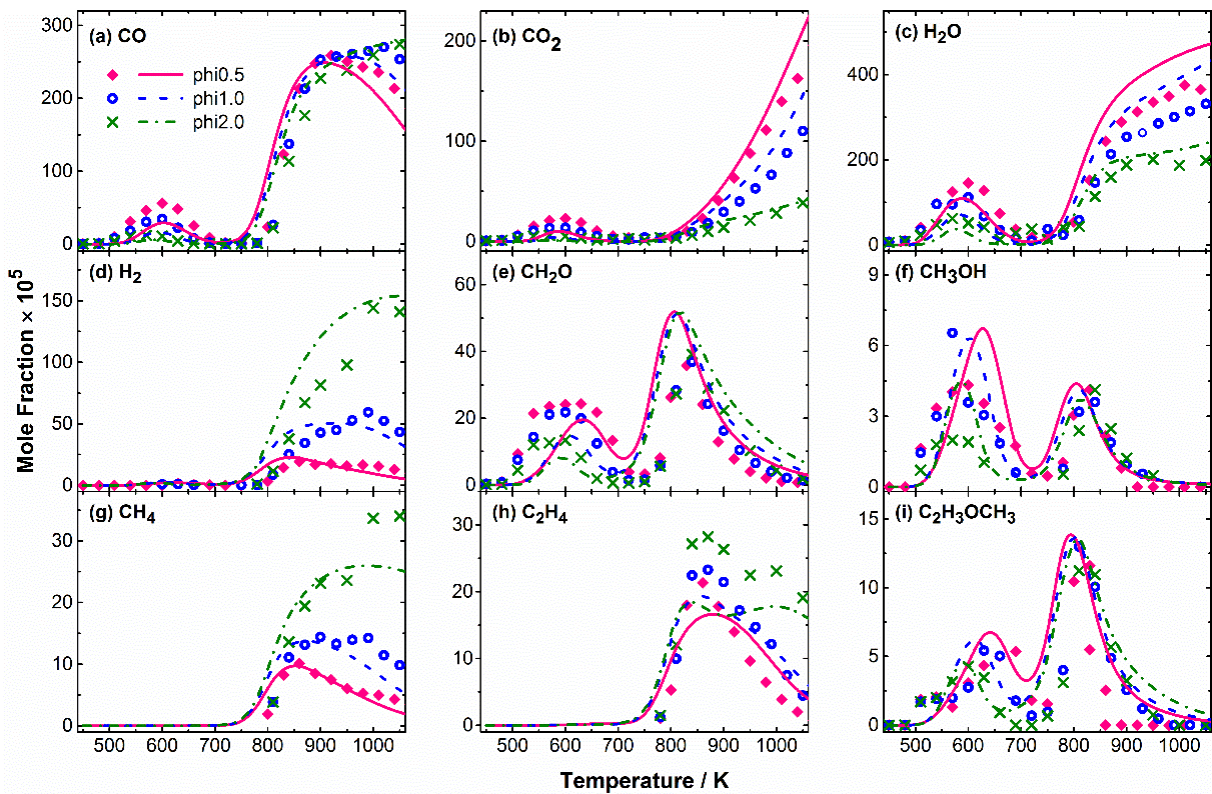 (a) CO
(b) CO2
(c) H2O
phi0.5
phi1.0
phi2.0
300
200
100
0
200
100
0
400
200
0
(d) H2
(e) CH2O
(f) CH3OH
150
100
50
0
60
40
20
0
9
6
3
0
(g) CH4
(h) C2H4
(i) C2H3OCH3
30
20
10
0
30
20
10
0
15
10
5
0
500 600 700 800 900 1000
500 600 700 800 900 1000
500 600 700 800 900 1000
Mole Fraction × 10^5
Temperature / K